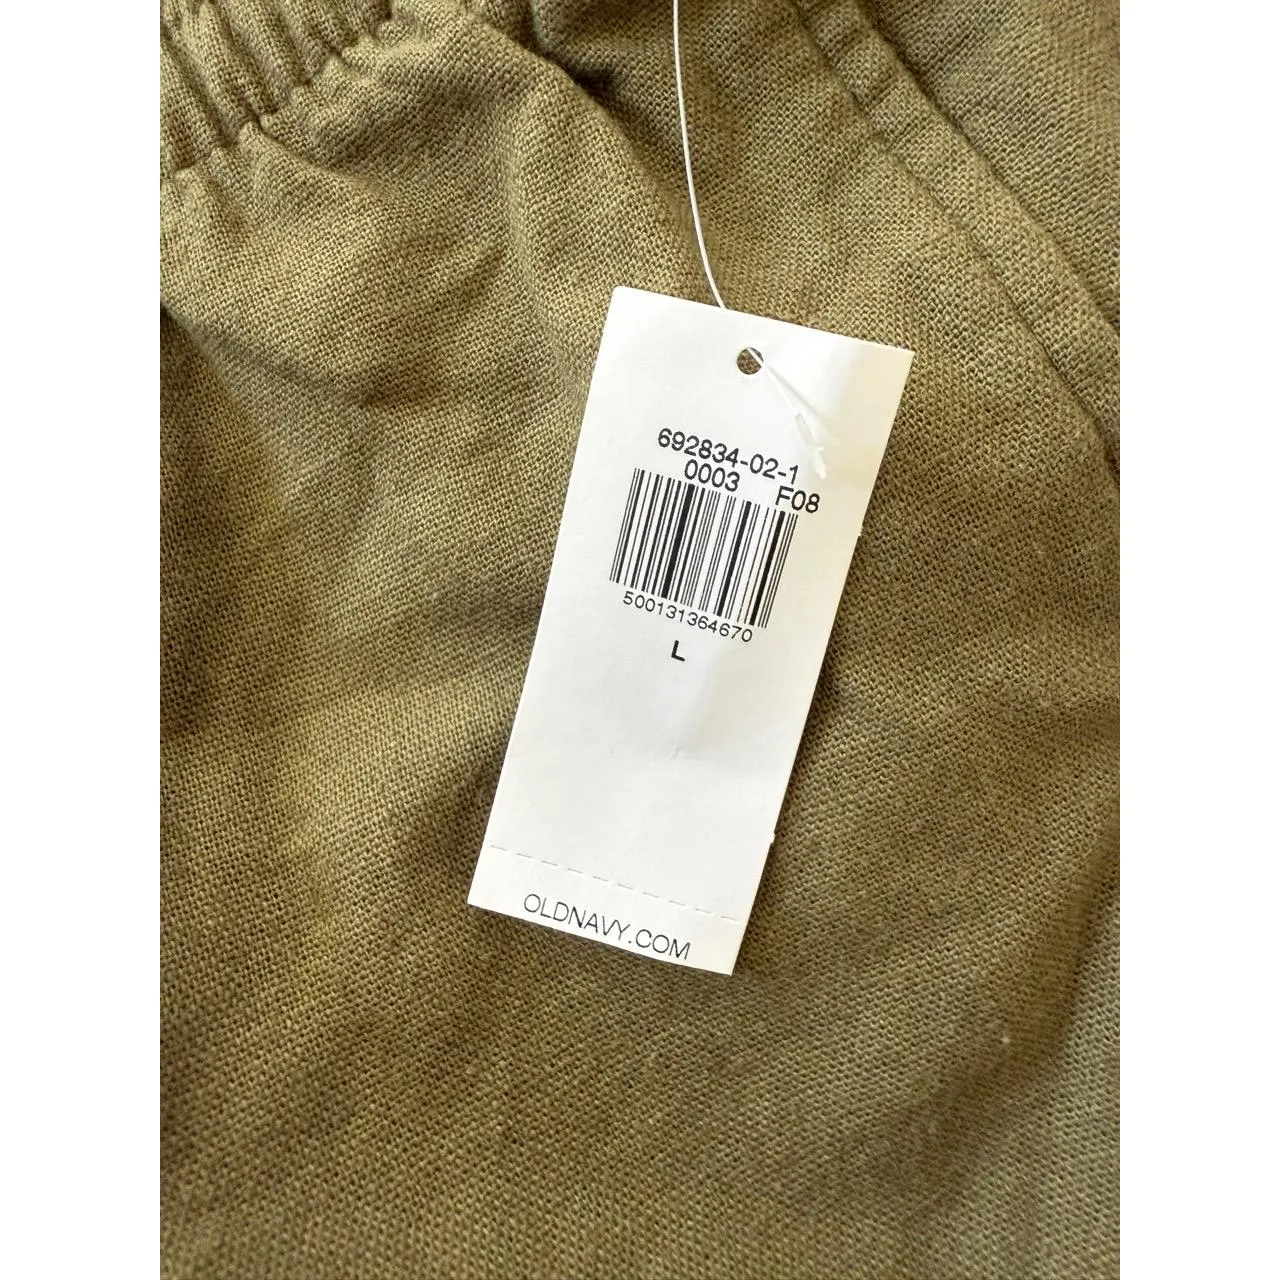 692834-02-1
0003 F08
500131364670
L
OLDNAVY.COM